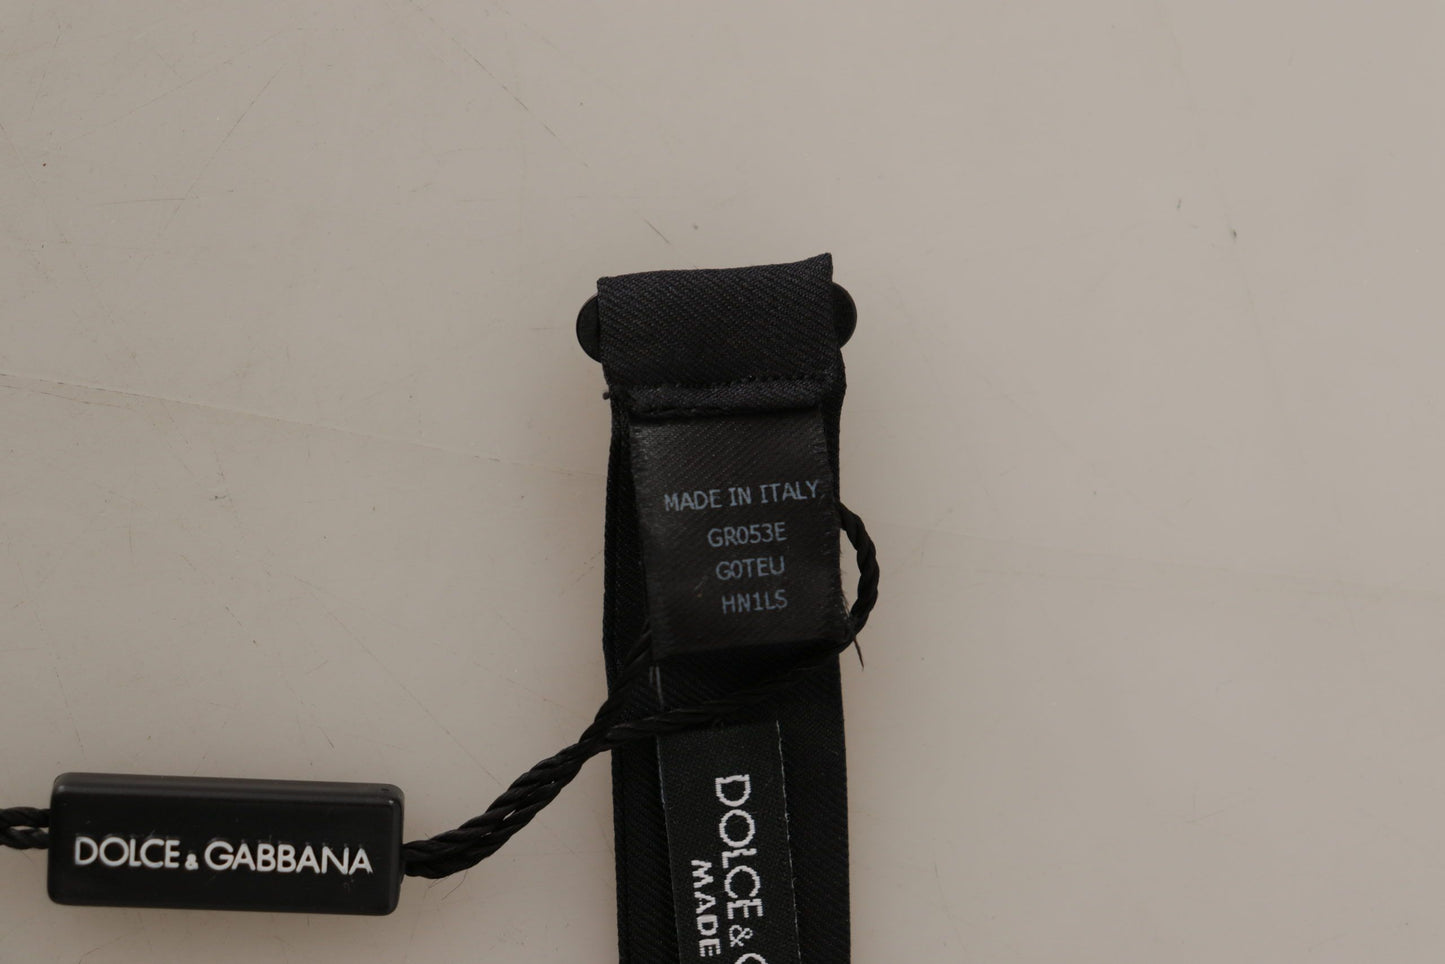 MADE IN ITALY
GR053E
G0TEU
HN1LS
DOLCE & GABBANA
DOLCE &
MADE